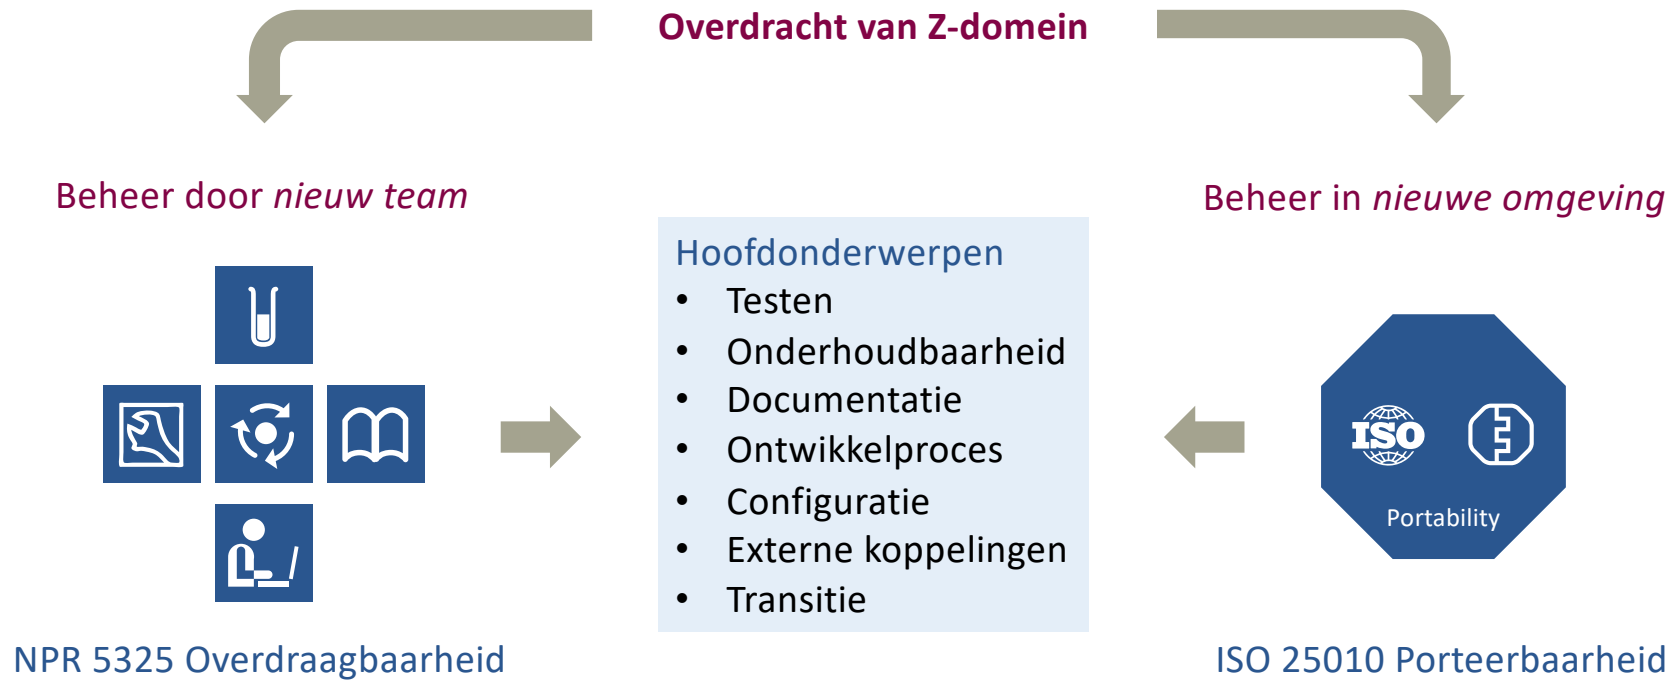 Overdracht van Z-domein
Beheer door nieuw team
Beheer in nieuwe omgeving
Hoofdonderwerpen
• Testen
• Onderhoudbaarheid
• Documentatie
• Ontwikkelproces
• Configuratie
• Externe koppelingen
• Transitie
ISO
Portability
NPR 5325 Overdraagbaarheid
ISO 25010 Porteerbaarheid